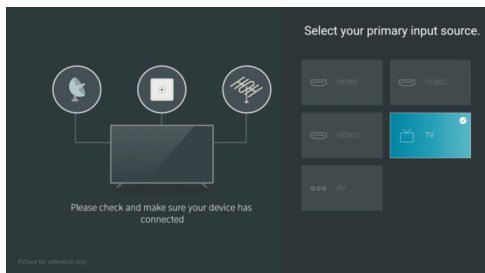 Select your primary input source.
HDMI1
HDMI2
HDMI3
TV
AV
Please check and make sure your device has
connected
Picture for reference only